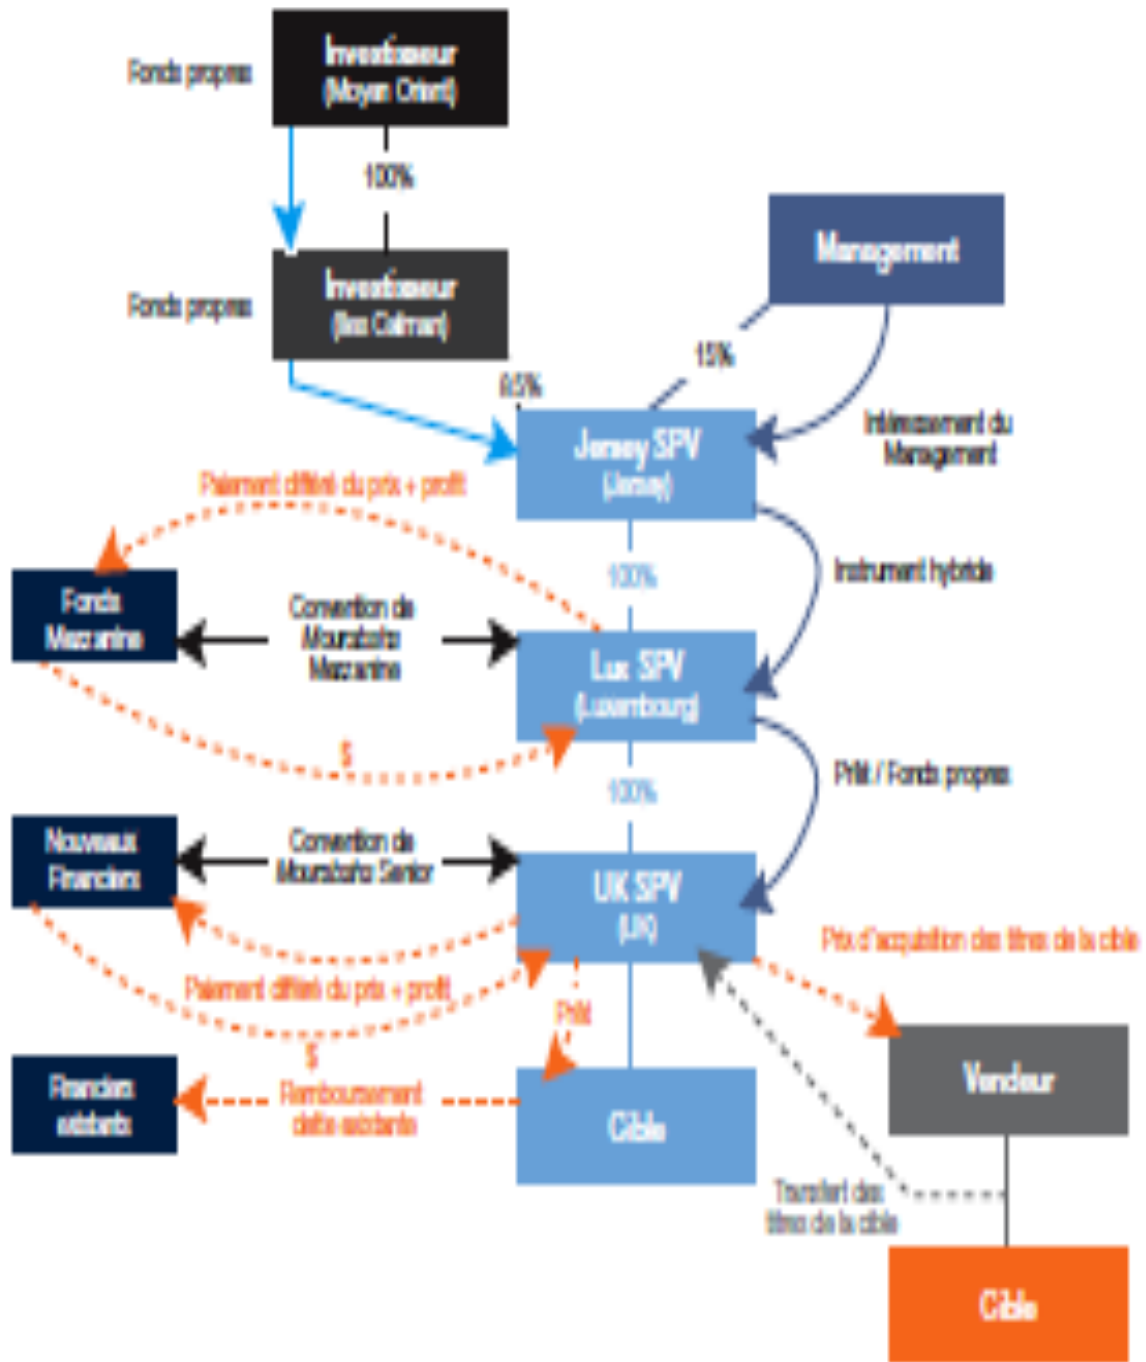 Fonds propres
Investisseur
(Moyen Orient)
100%
Fonds propres
Investisseur
(Iles Caïman)
Management
15%
85%
Intéressement du
Management
Jersey SPV
(Jersey)
Paiement différé du prix + profit
100%
Instrument hybride
Fonds
Mezzanine
Convention de
Mourabaha
Mezzanine
Lux SPV
(Luxembourg)
$
100%
Prêt / Fonds propres
Nouveaux
Financiers
Convention de
Mourabaha Senior
UK SPV
(UK)
Prix d'acquisition des titres de la cible
Paiement différé du prix + profit
Prêt
$
Financiers
existants
Remboursement
dette existante
Cible
Vendeur
Transfert des
titres de la cible
Cible